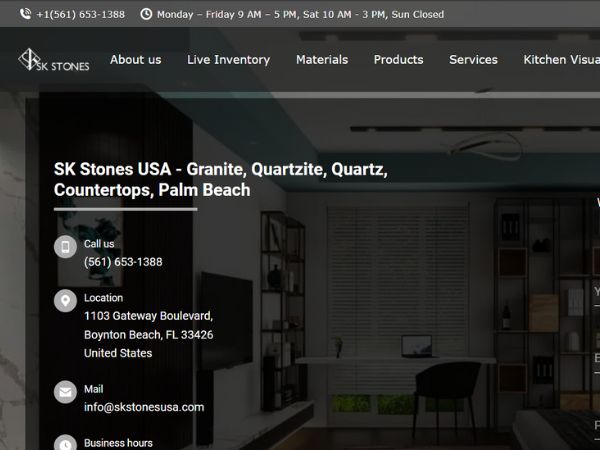 +1(561) 653-1388 Monday – Friday 9 AM – 5 PM, Sat 10 AM - 3 PM, Sun Closed
SK STONES About us Live Inventory Materials Products Services Kitchen
SK Stones USA - Granite, Quartzite, Quartz,
Countertops, Palm Beach
Call us
(561) 653-1388
Location
1103 Gateway Boulevard,
Boynton Beach, FL 33426
United States
Mail
info@skstonesusa.com
Business hours